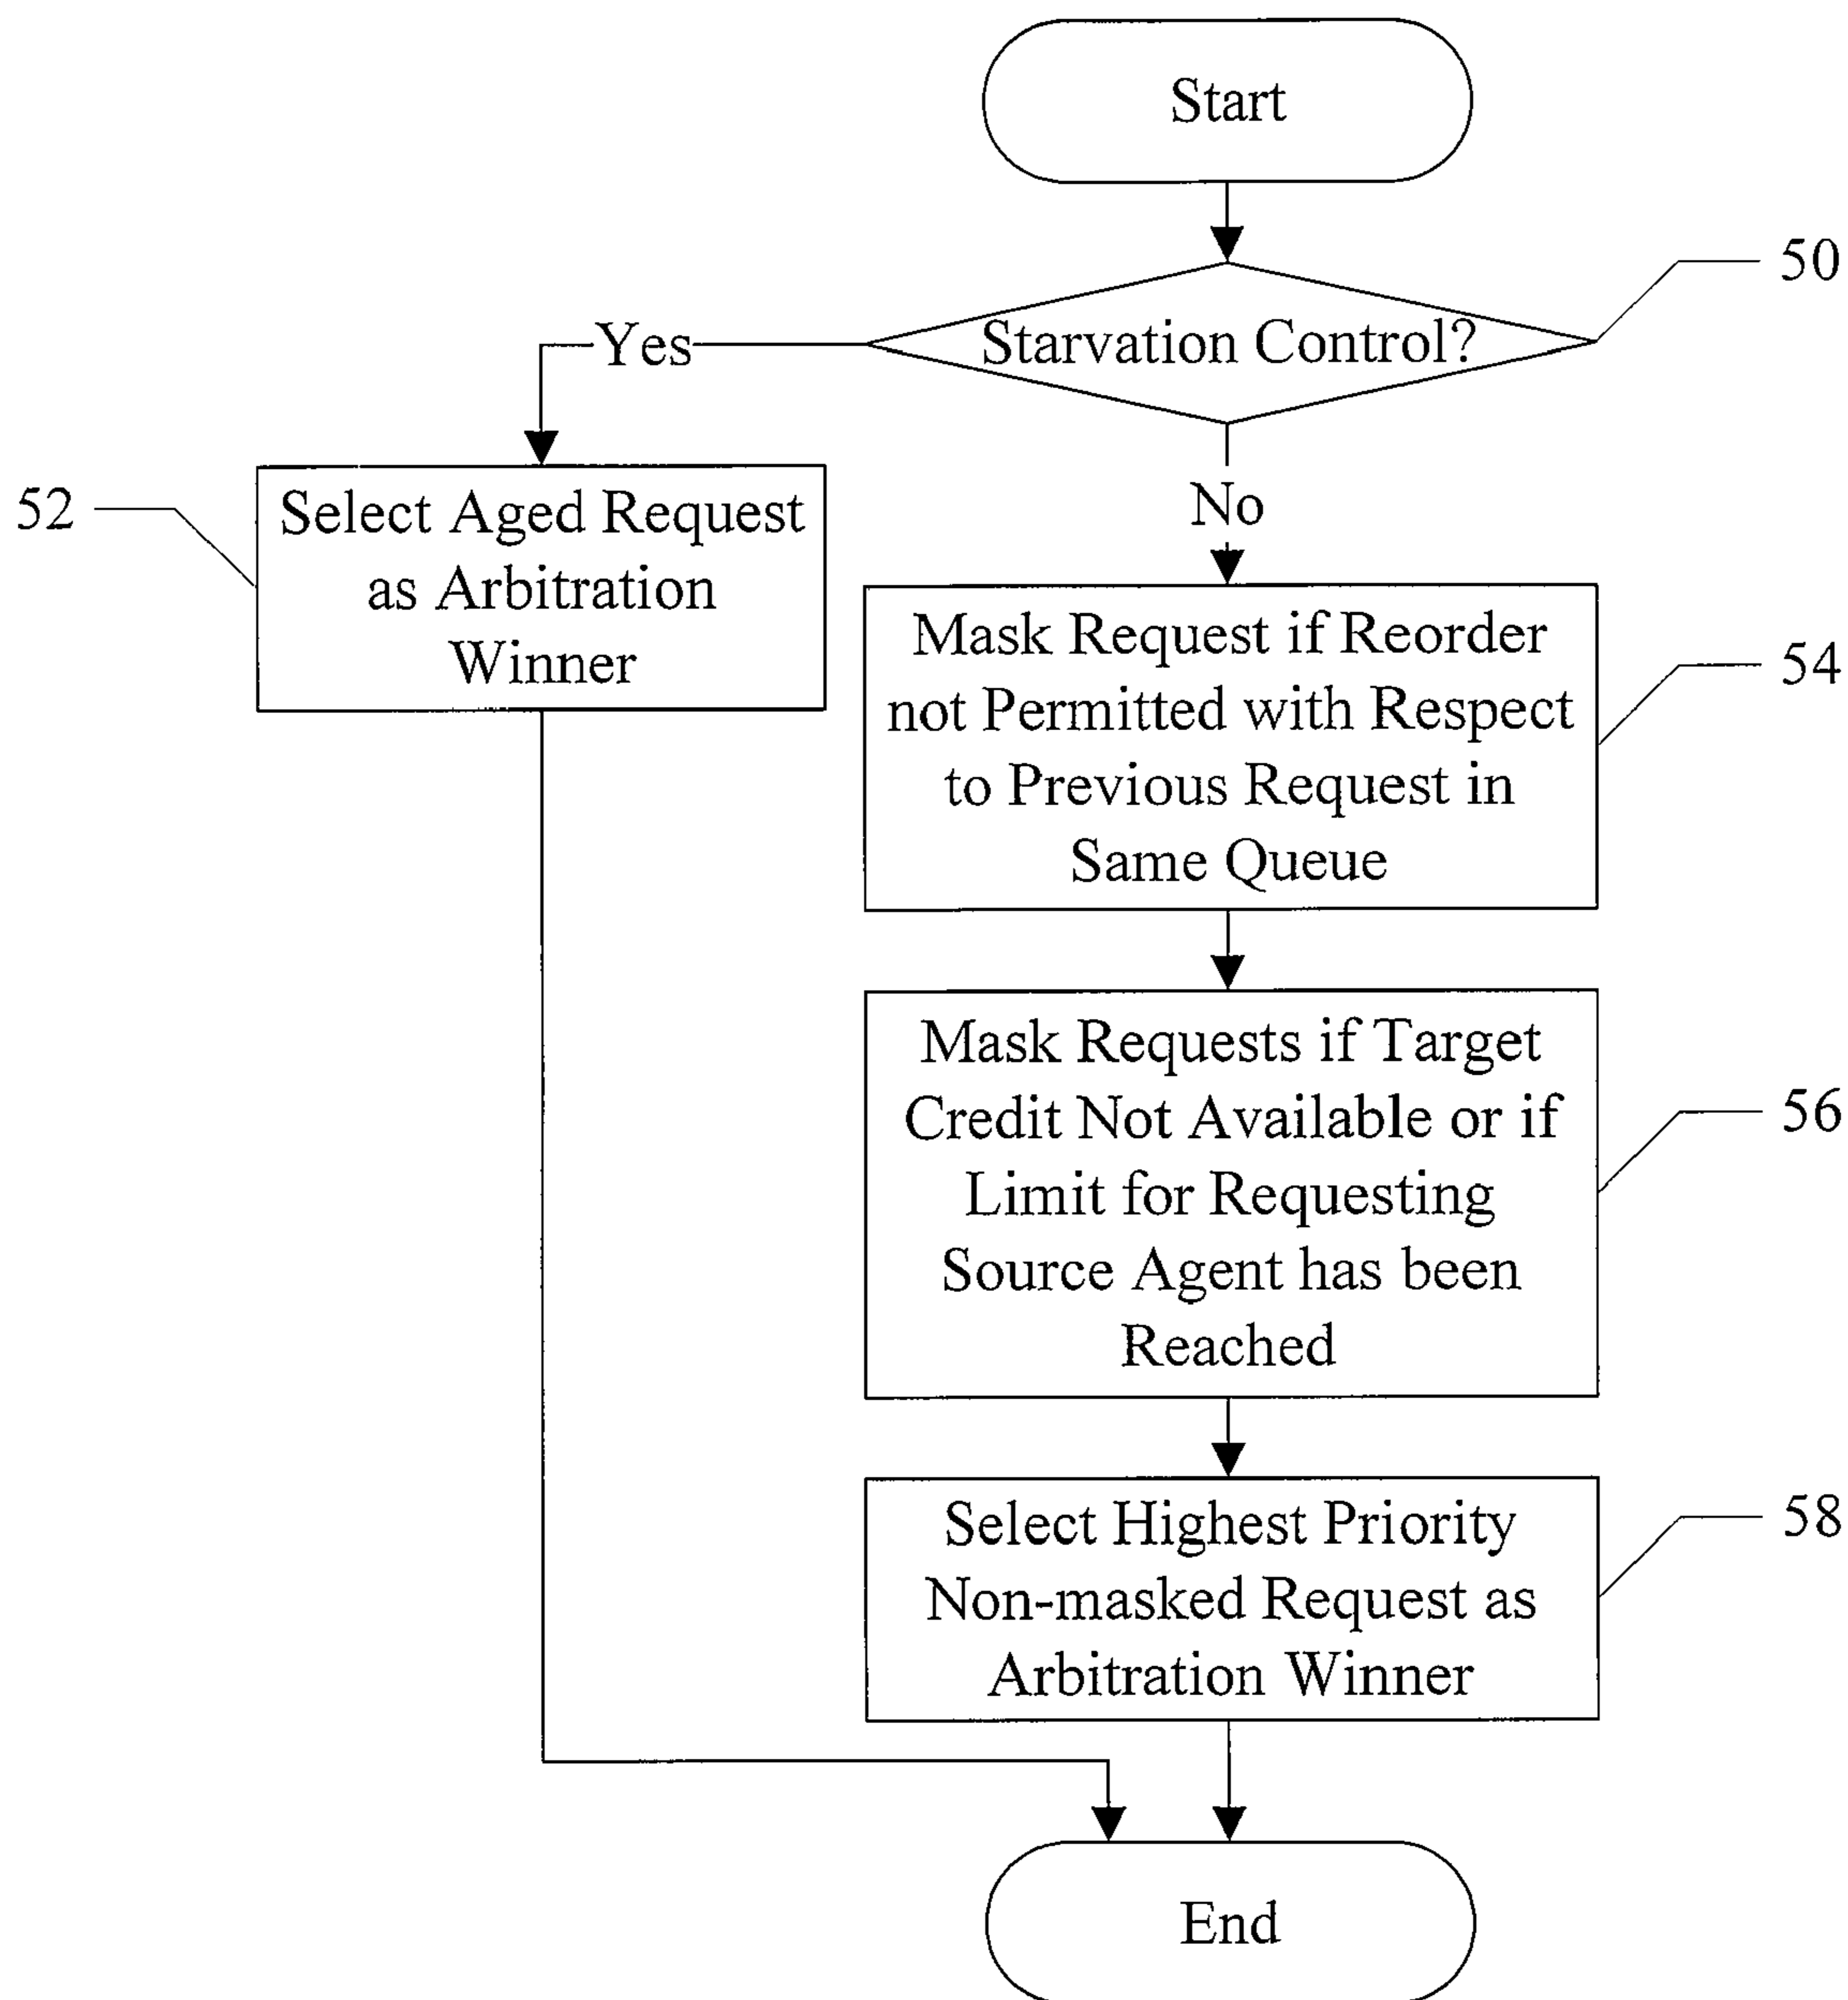 Start
50
Starvation Control?
Yes
No
52
Select Aged Request
as Arbitration
Winner
54
Mask Request if Reorder
not Permitted with Respect
to Previous Request in
Same Queue
56
Mask Requests if Target
Credit Not Available or if
Limit for Requesting
Source Agent has been
Reached
58
Select Highest Priority
Non-masked Request as
Arbitration Winner
End